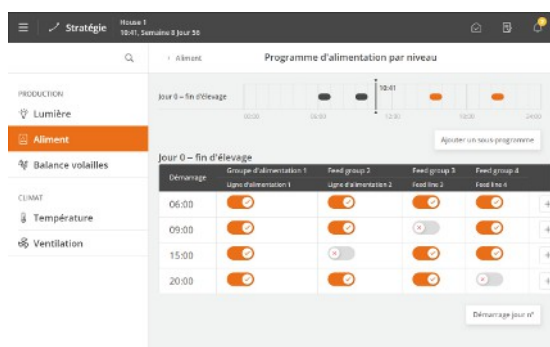 Stratégie
House 1
10:41, Semaine 8 Jour 56
Aliment
Programme d'alimentation par niveau
PRODUCTION
Lumière
Aliment
Balance volailles
CLIMAT
Température
Ventilation
Jour 0 – fin d'élevage
10:41
00:00 06:00 12:00 18:00 24:00
Ajouter un sous-programme
Jour 0 – fin d'élevage
Démarrage
Groupe d'alimentation 1 Feed group 2 Feed group 3 Feed group 4
Ligne d'alimentation 1 Ligne d'alimentation 2 Feed line 3 Feed line 4
06:00
09:00
15:00
20:00
Démarrage jour n°